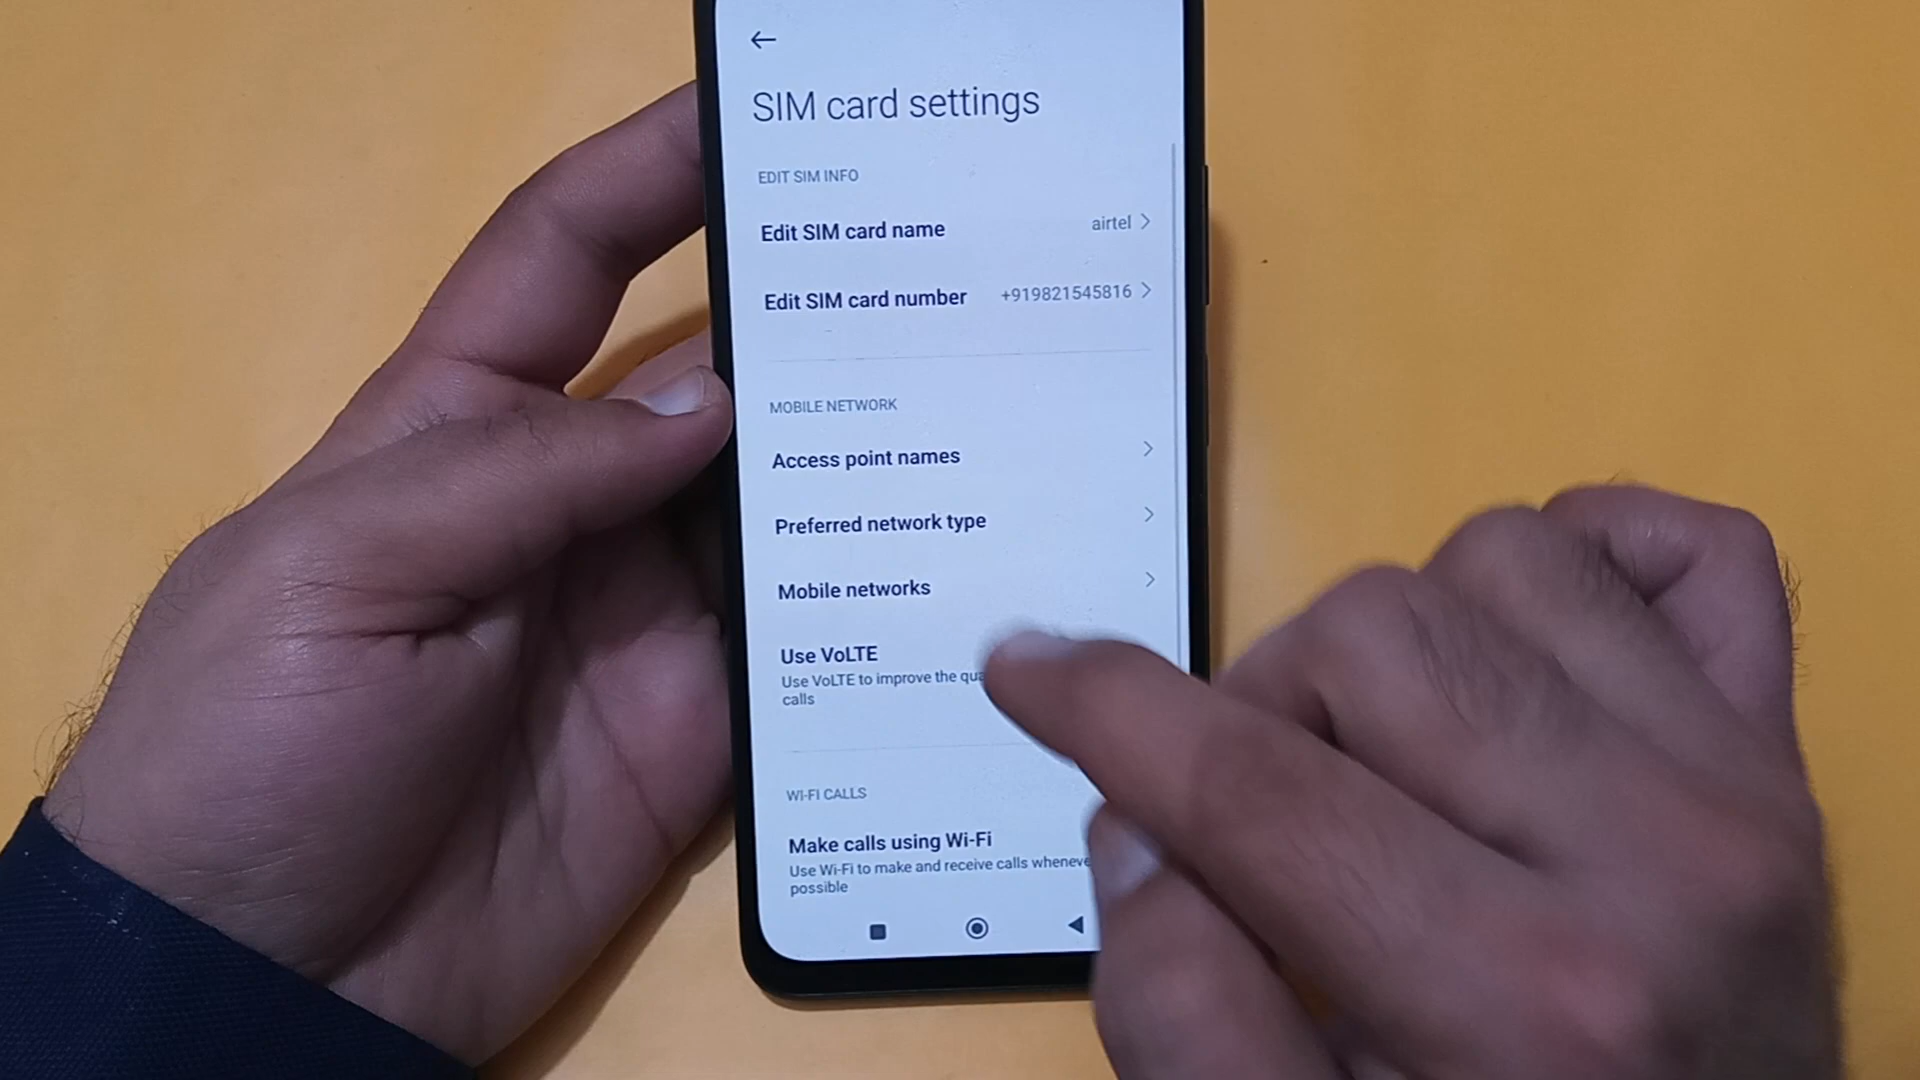 SIM card settings
EDIT SIM INFO
Edit SIM card name airtel
Edit SIM card number +919821545816
MOBILE NETWORK
Access point names
Preferred network type
Mobile networks
Use VoLTE
Use VoLTE to improve the
calls
WI-FI CALLS
Make calls using Wi-Fi
Use Wi-Fi to make and receive calls
possible